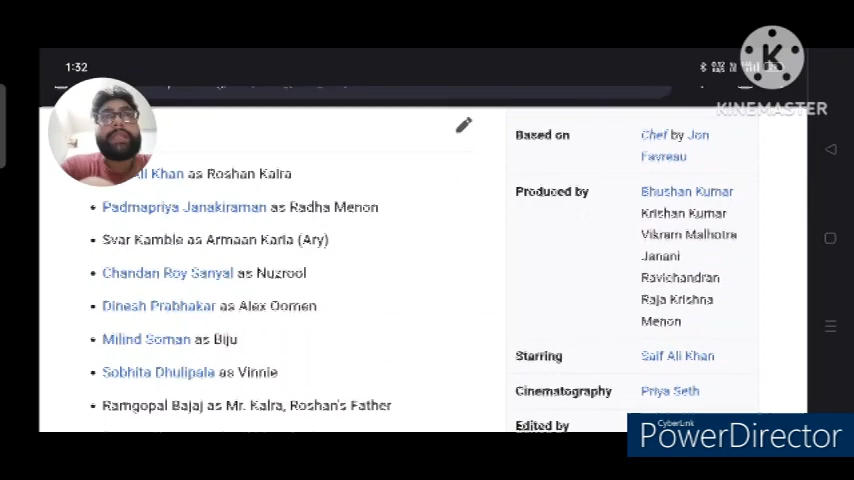 1:32
KINEMASTER
Ali Khan as Roshan Kalra
Padmapriya Janakiraman as Radha Menon
Svar Kamble as Armaan Karla (Ary)
Chandan Roy Sanyal as Nuzrool
Dinesh Prabhakar as Alex Oomen
Milind Soman as Biju
Sobhita Dhulipala as Vinnie
Ramgopal Bajaj as Mr. Kalra, Roshan's Father
Based on
Chef by Jon
Favreau
Produced by
Bhushan Kumar
Krishan Kumar
Vikram Malhotra
Janani
Ravichandran
Raja Krishna
Menon
Starring
Saif Ali Khan
Cinematography
Priya Seth
Edited by
CyberLink
PowerDirector